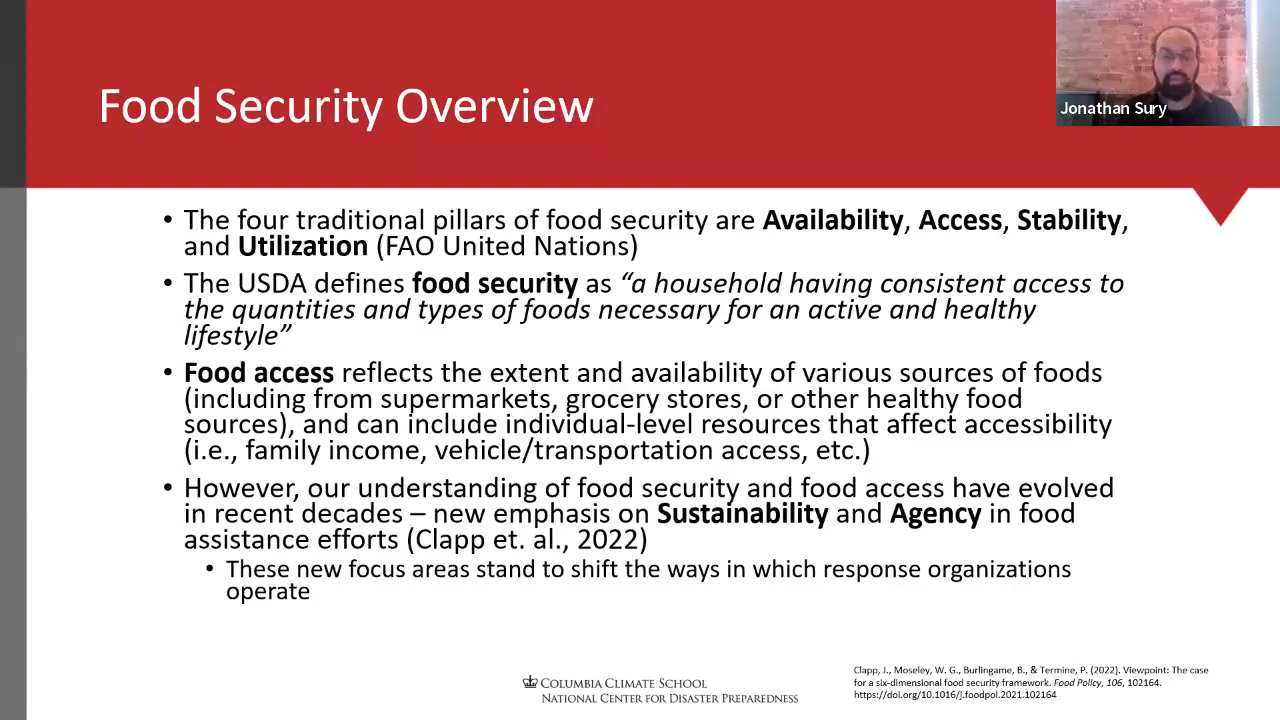 Food Security Overview
Jonathan Sury
• The four traditional pillars of food security are Availability, Access, Stability,
and Utilization (FAO United Nations)
• The USDA defines food security as “a household having consistent access to
the quantities and types of foods necessary for an active and healthy
lifestyle”
• Food access reflects the extent and availability of various sources of foods
(including from supermarkets, grocery stores, or other healthy food
sources), and can include individual-level resources that affect accessibility
(i.e., family income, vehicle/transportation access, etc.)
• However, our understanding of food security and food access have evolved
in recent decades – new emphasis on Sustainability and Agency in food
assistance efforts (Clapp et. al., 2022)
• These new focus areas stand to shift the ways in which response organizations
operate
Clapp, J., Moseley, W. G., Burlingame, B., & Termine, P. (2022). Viewpoint: The case
for a six-dimensional food security framework. Food Policy, 106, 102164.
https://doi.org/10.1016/j.foodpol.2021.102164
COLUMBIA CLIMATE SCHOOL
NATIONAL CENTER FOR DISASTER PREPAREDNESS